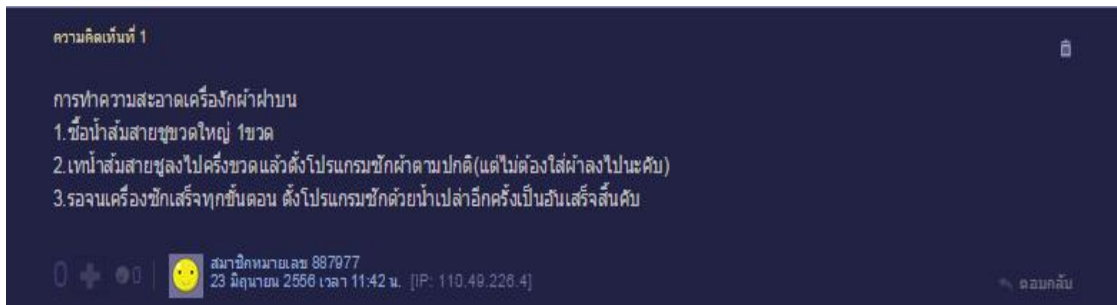 ความคิดเห็นที่ 1
การทำความสะอาดเครื่องักผ้าฝาบน
1.ซื้อน้ำส้มสายชูขวดใหญ่ 1ขวด
2.เทน้ำส้มสายชูลงไปครึ่งขวดแล้วตั้งโปรแกรมซักผ้าตามปกติ(แต่ไม่ต้องใส่ผ้าลงไปนะคับ)
3.รอจนเครื่องซักเสร็จทุกขั้นตอน ตั้งโปรแกรมซักด้วยน้ำเปล่าอีกครั้งเป็นอันเสร็จสิ้นคับ
0 0
สมาชิกหมายเลข 887977
23 มิถุนายน 2556 เวลา 11:42 น. [IP: 110.49.226.4]
ตอบกลับ